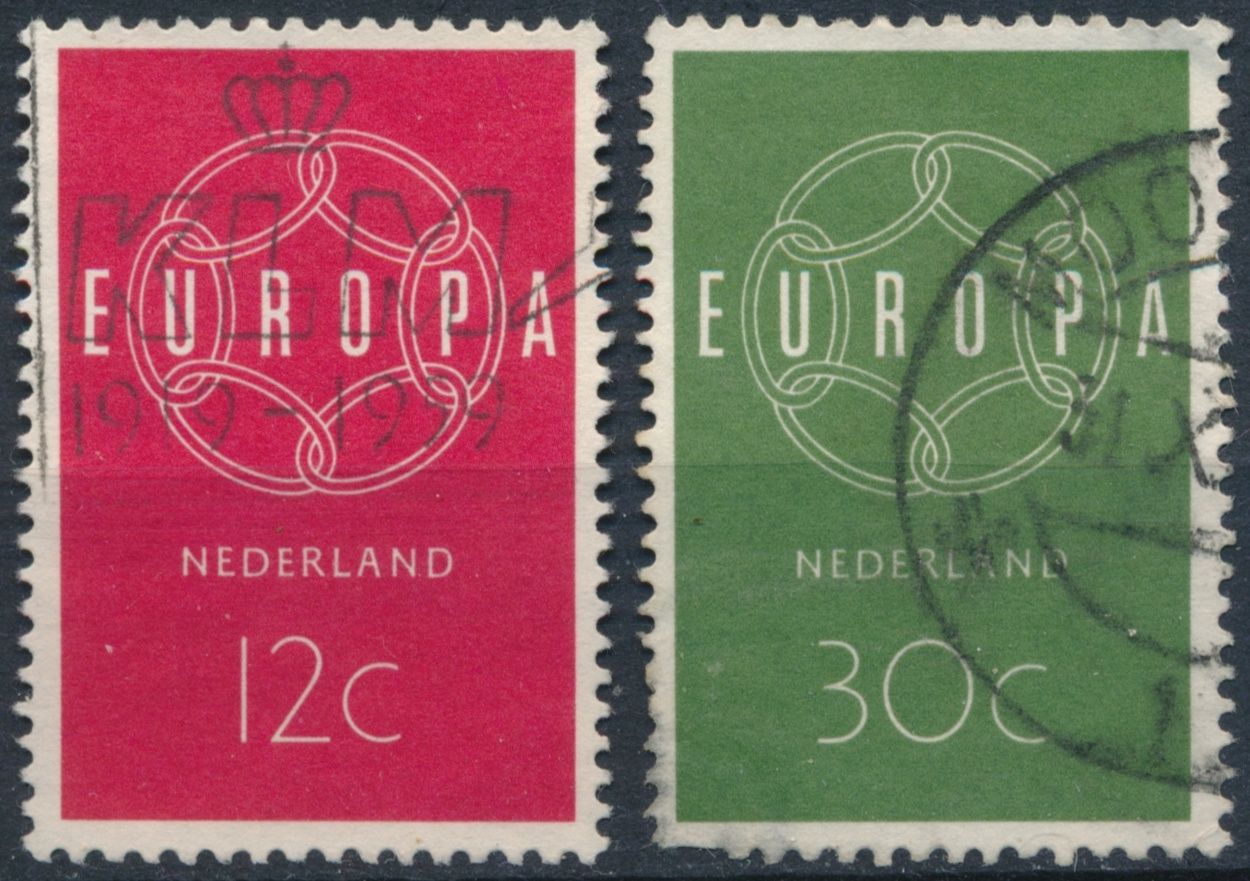 KLM
EUROPA
1919-1959
NEDERLAND
12c
EUROPA
NEDERLAND
30c